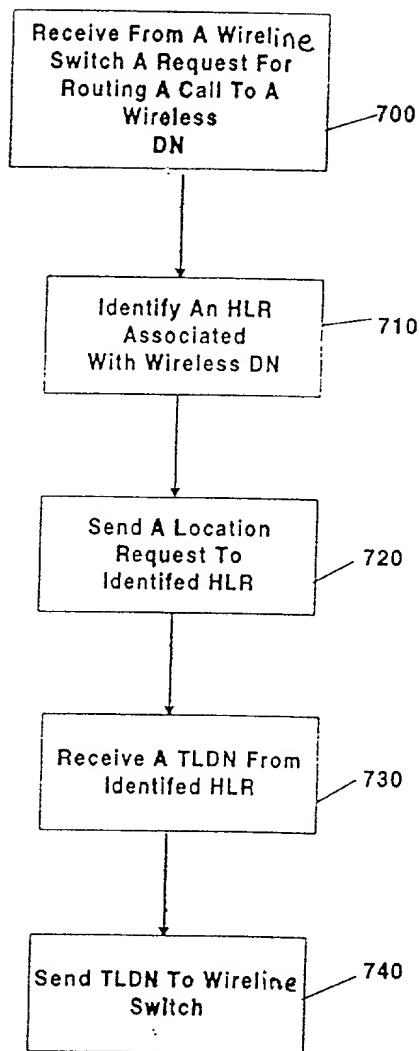 Receive From A Wireline
Switch A Request For
Routing A Call To A
Wireless
DN
700
Identify An HLR
Associated
With Wireless DN
710
Send A Location
Request To
Identifed HLR
720
Receive A TLDN From
Identifed HLR
730
Send TLDN To Wireline
Switch
740